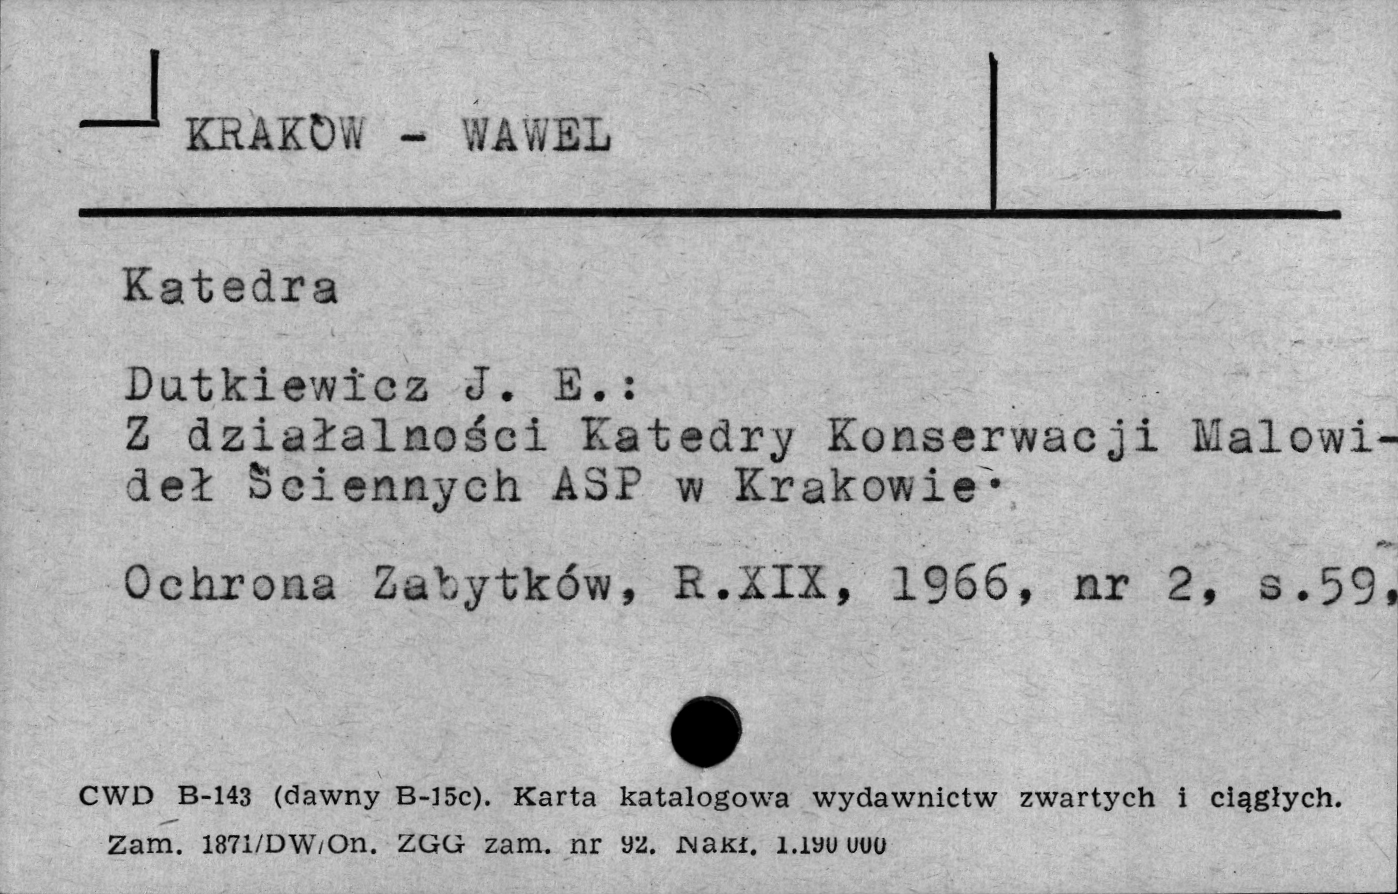 KRAKÓW - WAWEL
Katedra
Dutkiewicz J. E.:
Z działalności Katedry Konserwacji Malowi-
deł Ściennych ASP w Krakowie.
Ochrona Zabytków, R.XIX, 1966, nr 2, s.59,
CWD B-143 (dawny B-15c). Karta katalogowa wydawnictw zwartych i ciągłych.
Zam. 1871/DW/On. ZGG zam. nr 92. Nakł. 1.190 000